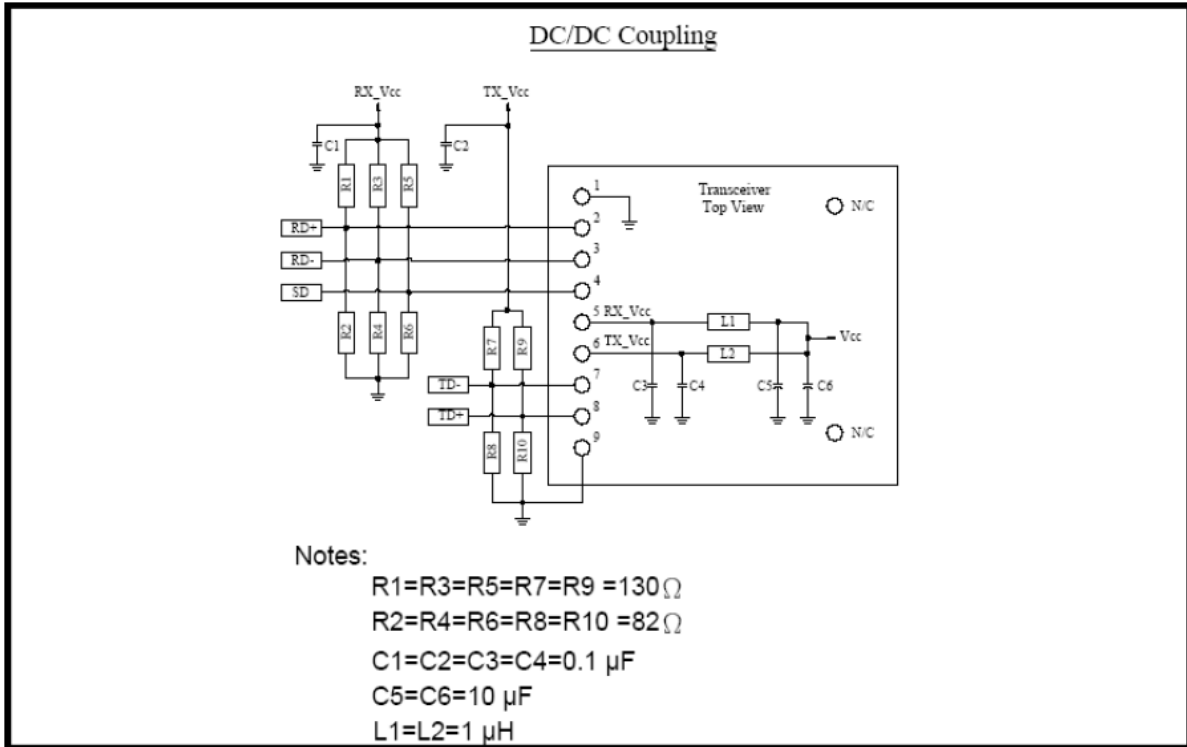 DC/DC Coupling
RX_Vcc
TX_Vcc
C1
C2
R1
R3
R5
Transceiver
Top View
1
N/C
RD+
2
RD-
3
SD
4
R2
R4
R6
5 RX_Vcc
L1
Vcc
6 TX_Vcc
L2
R7
R9
C3
C4
C5
C6
TD-
7
TD+
8
N/C
R8
R10
9
Notes:
R1=R3=R5=R7=R9 =130Ω
R2=R4=R6=R8=R10 =82Ω
C1=C2=C3=C4=0.1 µF
C5=C6=10 µF
L1=L2=1 µH